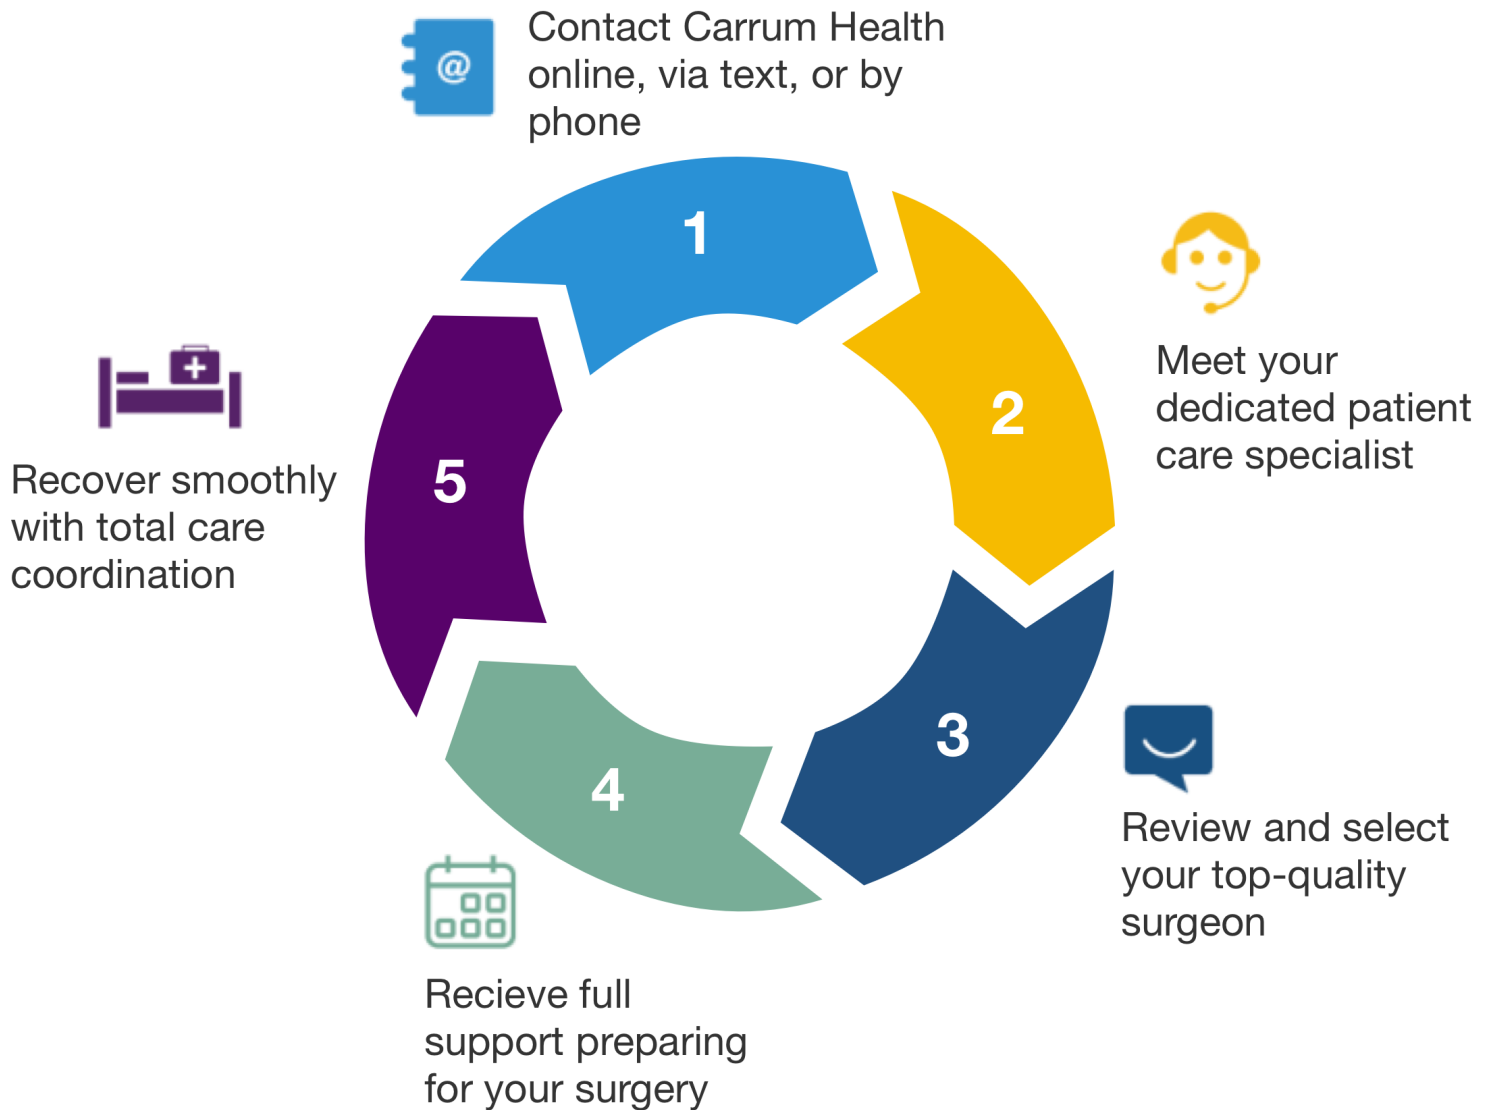 @
Contact Carrum Health
online, via text, or by
phone
1
2
Meet your
dedicated patient
care specialist
3
Review and select
your top-quality
surgeon
4
Recieve full
support preparing
for your surgery
5
Recover smoothly
with total care
coordination